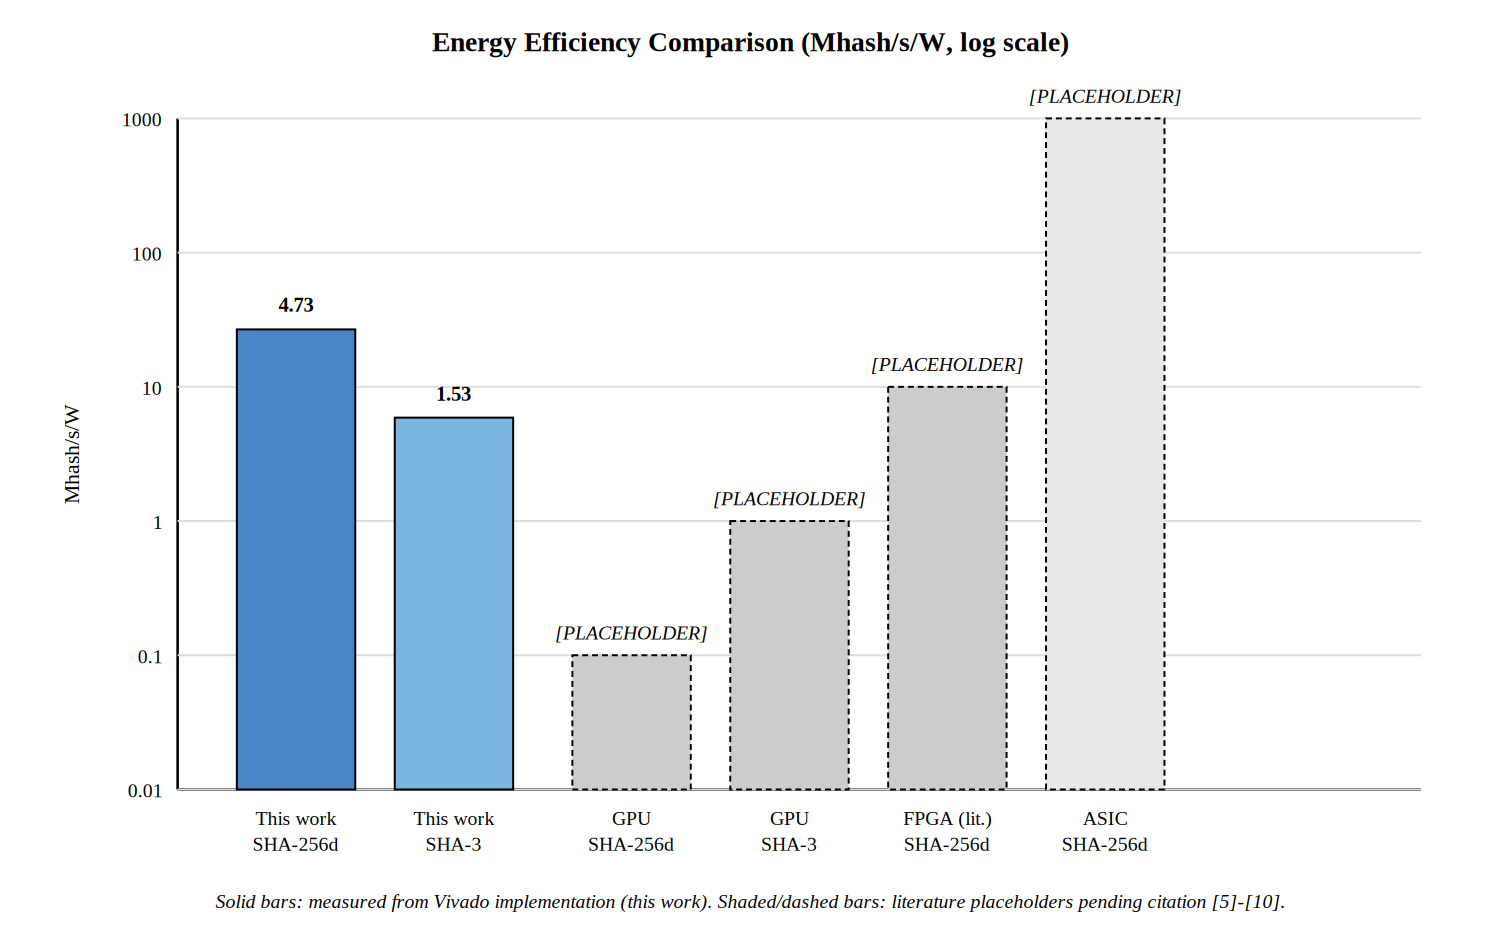 Energy Efficiency Comparison (Mhash/s/W, log scale)
[PLACEHOLDER]
1000
100
4.73
[PLACEHOLDER]
10
1.53
Mhash/s/W
[PLACEHOLDER]
1
[PLACEHOLDER]
0.1
0.01
This work
SHA-256d
This work
SHA-3
GPU
SHA-256d
GPU
SHA-3
FPGA (lit.)
SHA-256d
ASIC
SHA-256d
Solid bars: measured from Vivado implementation (this work). Shaded/dashed bars: literature placeholders pending citation [5]-[10].